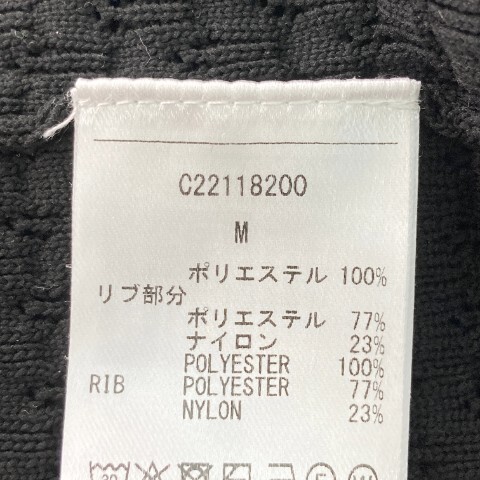 C22118200
M
ポリエステル 100%
リブ部分
ポリエステル 77%
ナイロン 23%
POLYESTER 100%
RIB POLYESTER 77%
NYLON 23%